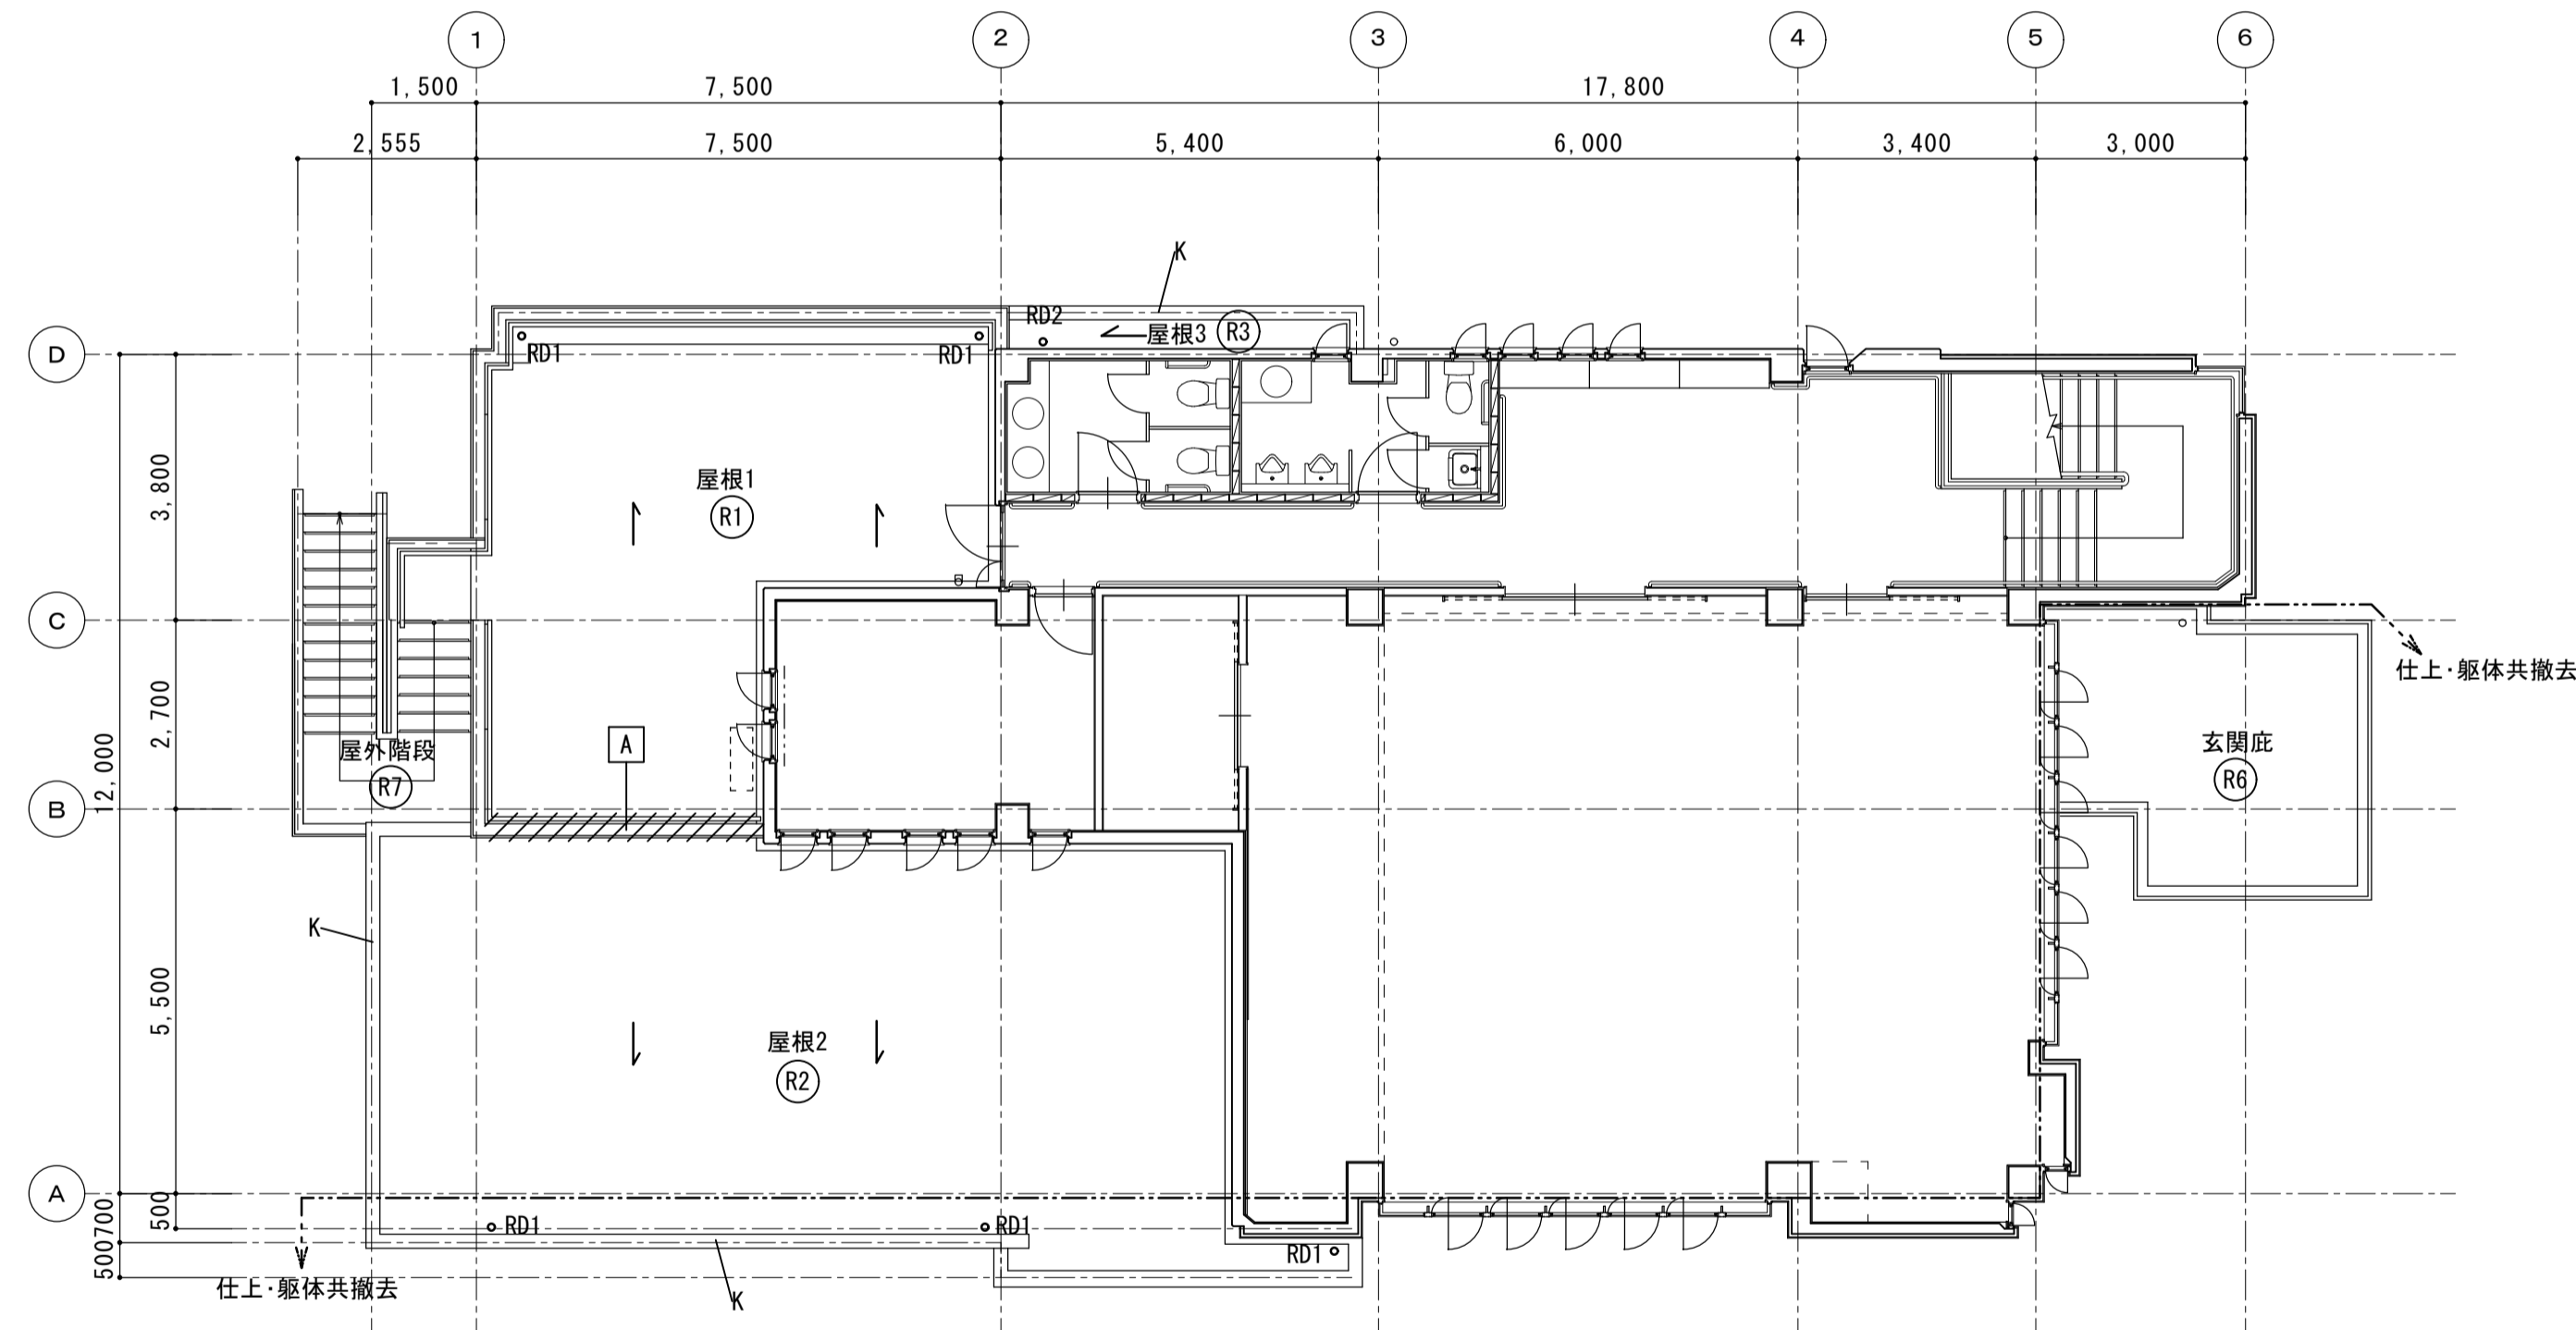 1 2 3 4 5 6
1,500 7,500 17,800
2,555 7,500 5,400 6,000 3,400 3,000
K
RD2
屋根3 R3
D
RD1 RD1
3,800
屋根1
R1
C
仕上・躯体共撤去
2,700
12,000
A
屋外階段
R7
玄関庇
R6
B
K
5,500
屋根2
R2
A
500
700
500
RD1 RD1
RD1
仕上・躯体共撤去
K